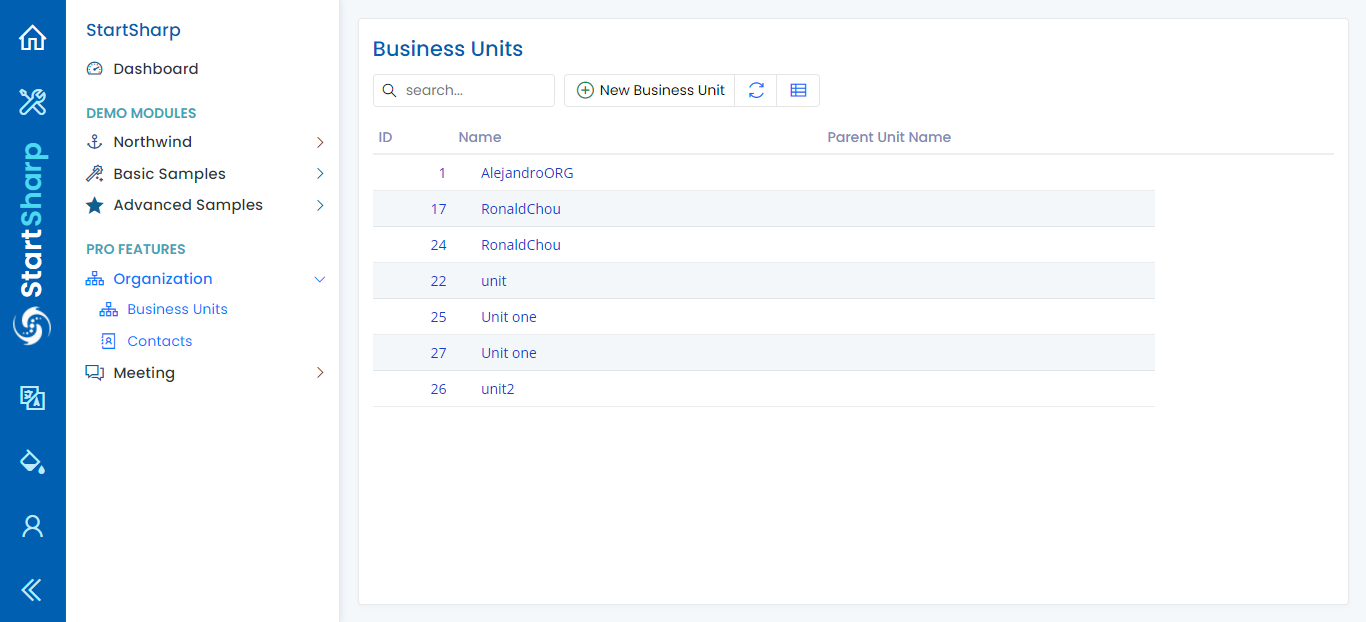 StartSharp
StartSharp
Dashboard
DEMO MODULES
Northwind
Basic Samples
Advanced Samples
PRO FEATURES
Organization
Business Units
Contacts
Meeting
Business Units
search...
New Business Unit
ID Name Parent Unit Name
1 AlejandroORG
17 RonaldChou
24 RonaldChou
22 unit
25 Unit one
27 Unit one
26 unit2